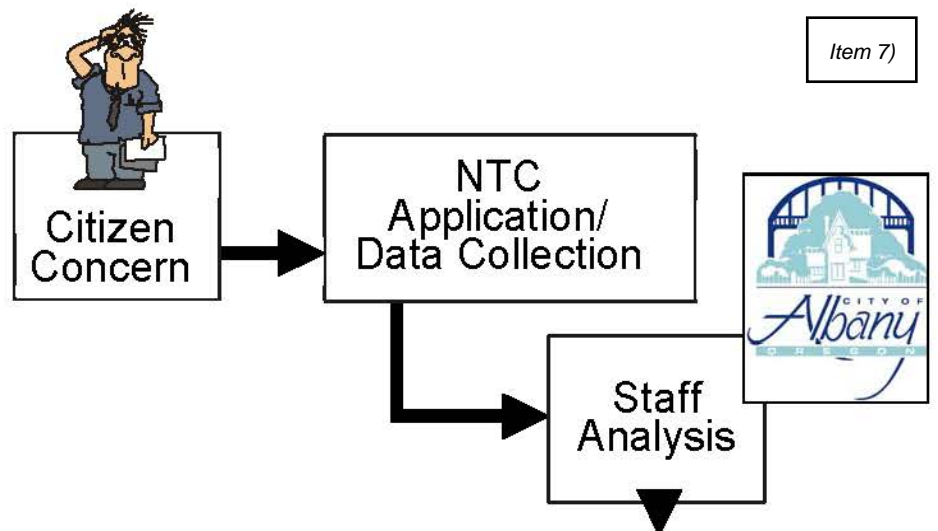 Item 7)
Citizen
Concern
NTC
Application/
Data Collection
CITY OF
Albany
OREGON
Staff
Analysis